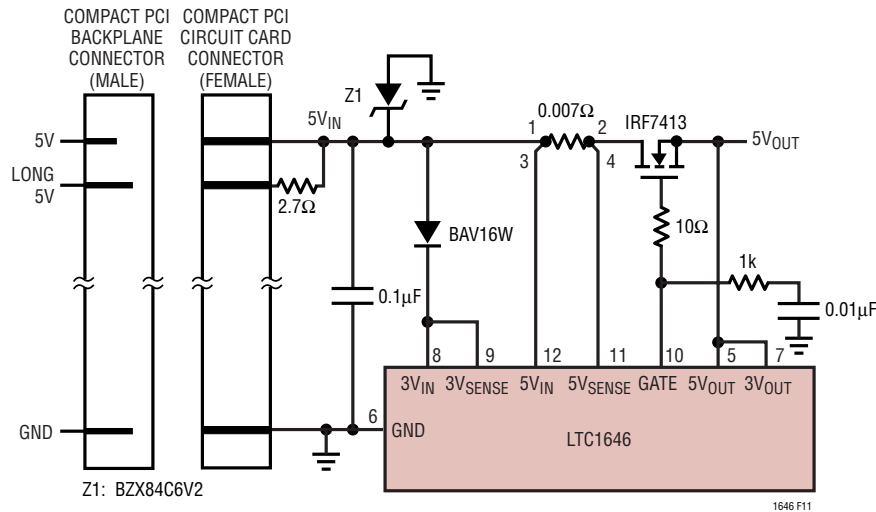 COMPACT PCI
BACKPLANE
CONNECTOR
(MALE)
COMPACT PCI
CIRCUIT CARD
CONNECTOR
(FEMALE)
Z1
5VIN
0.007Ω
IRF7413
1
2
3
4
5V
5VOUT
LONG
5V
2.7Ω
BAV16W
10Ω
1k
0.1µF
0.01µF
8
9
12
11
10
5
7
3VIN
3VSENSE
5VIN
5VSENSE
GATE
5VOUT
3VOUT
6
GND
GND
LTC1646
Z1: BZX84C6V2
1646 F11